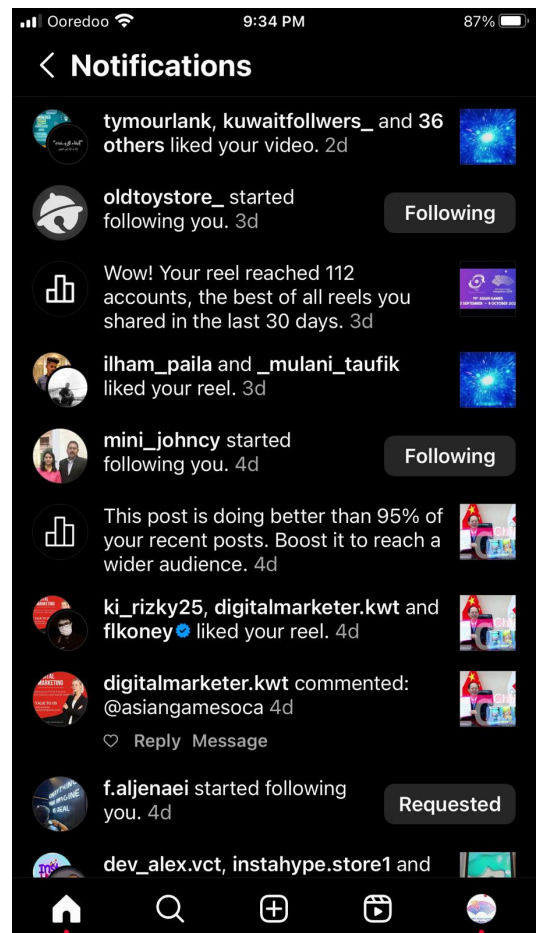 Ooredoo 9:34 PM 87%
Notifications
tymourlank, kuwaitfollwers_ and 36
others liked your video. 2d
oldtoystore_ started
following you. 3d
Following
Wow! Your reel reached 112
accounts, the best of all reels you
shared in the last 30 days. 3d
19th ASIAN GAMES
ilham_paila and _mulani_taufik
liked your reel. 3d
mini_johncy started
following you. 4d
Following
This post is doing better than 95% of
your recent posts. Boost it to reach a
wider audience. 4d
ki_rizky25, digitalmarketer.kwt and
flkoney liked your reel. 4d
MARKETING
digitalmarketer.kwt commented:
@asiangamesoca 4d
Reply Message
f.aljenaei started following
you. 4d
Requested
dev_alex.vct, instahype.store1 and